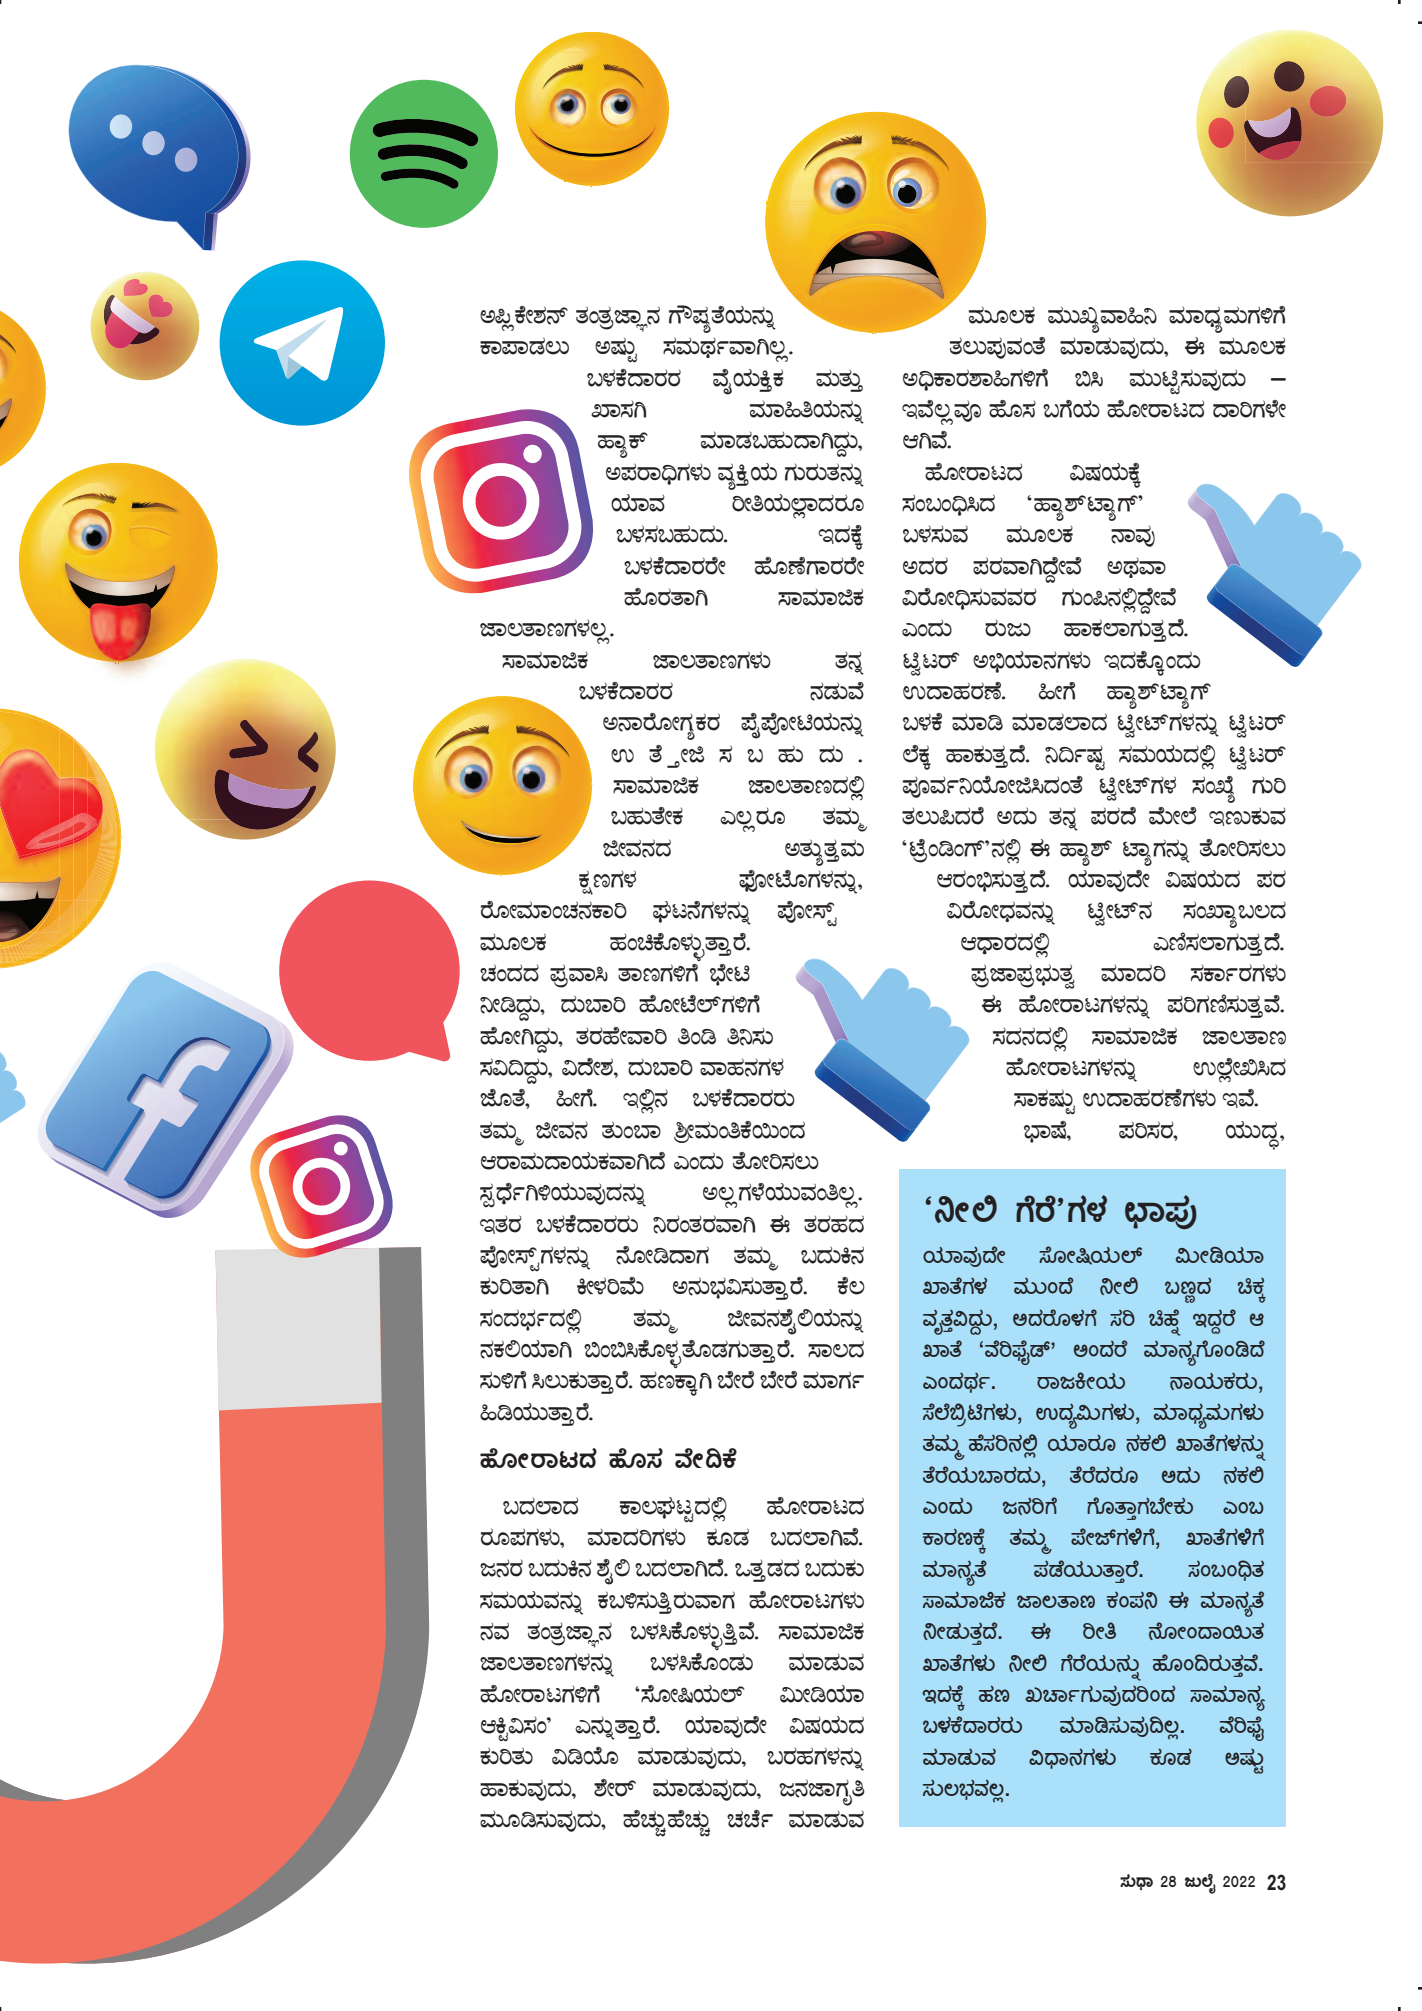 ಅಪ್ಲಿಕೇಶನ್ ತಂತ್ರಜ್ಞಾನ ಗೌಪ್ಯತೆಯನ್ನು
ಕಾಪಾಡಲು ಅಷ್ಟು ಸಮರ್ಥವಾಗಿಲ್ಲ.
ಬಳಕೆದಾರರ ವೈಯಕ್ತಿಕ ಮತ್ತು
ಖಾಸಗಿ ಮಾಹಿತಿಯನ್ನು
ಹ್ಯಾಕ್ ಮಾಡಬಹುದಾಗಿದ್ದು,
ಅಪರಾಧಿಗಳು ವ್ಯಕ್ತಿಯ ಗುರುತನ್ನು
ಯಾವ ರೀತಿಯಲ್ಲಾದರೂ
ಬಳಸಬಹುದು. ಇದಕ್ಕೆ
ಬಳಕೆದಾರರೇ ಹೊಣೆಗಾರರೇ
ಹೊರತಾಗಿ ಸಾಮಾಜಿಕ
ಜಾಲತಾಣಗಳಲ್ಲ.
ಸಾಮಾಜಿಕ ಜಾಲತಾಣಗಳು ತನ್ನ
ಬಳಕೆದಾರರ ನಡುವೆ
ಅನಾರೋಗ್ಯಕರ ಪೈಪೋಟಿಯನ್ನು
ಉತ್ತೇಜಿಸಬಹುದು.
ಸಾಮಾಜಿಕ ಜಾಲತಾಣದಲ್ಲಿ
ಬಹುತೇಕ ಎಲ್ಲರೂ ತಮ್ಮ
ಜೀವನದ ಅತ್ಯುತ್ತಮ
ಕ್ಷಣಗಳ ಫೋಟೊಗಳನ್ನು,
ರೋಮಾಂಚನಕಾರಿ ಘಟನೆಗಳನ್ನು ಪೋಸ್ಟ್
ಮೂಲಕ ಹಂಚಿಕೊಳ್ಳುತ್ತಾರೆ.
ಚಂದದ ಪ್ರವಾಸಿ ತಾಣಗಳಿಗೆ ಭೇಟಿ
ನೀಡಿದ್ದು, ದುಬಾರಿ ಹೋಟೆಲ್‌ಗಳಿಗೆ
ಹೋಗಿದ್ದು, ತರಹೇವಾರಿ ತಿಂಡಿ ತಿನಿಸು
ಸವಿದಿದ್ದು, ವಿದೇಶ, ದುಬಾರಿ ವಾಹನಗಳ
ಜೊತೆ, ಹೀಗೆ. ಇಲ್ಲಿನ ಬಳಕೆದಾರರು
ತಮ್ಮ ಜೀವನ ತುಂಬಾ ಶ್ರೀಮಂತಿಕೆಯಿಂದ
ಆರಾಮದಾಯಕವಾಗಿದೆ ಎಂದು ತೋರಿಸಲು
ಸ್ಪರ್ಧೆಗಿಳಿಯುವುದನ್ನು ಅಲ್ಲಗಳೆಯುವಂತಿಲ್ಲ.
ಇತರ ಬಳಕೆದಾರರು ನಿರಂತರವಾಗಿ ಈ ತರಹದ
ಪೋಸ್ಟ್‌ಗಳನ್ನು ನೋಡಿದಾಗ ತಮ್ಮ ಬದುಕಿನ
ಕುರಿತಾಗಿ ಕೀಳರಿಮೆ ಅನುಭವಿಸುತ್ತಾರೆ. ಕೆಲ
ಸಂದರ್ಭದಲ್ಲಿ ತಮ್ಮ ಜೀವನಶೈಲಿಯನ್ನು
ನಕಲಿಯಾಗಿ ಬಿಂಬಿಸಿಕೊಳ್ಳತೊಡಗುತ್ತಾರೆ. ಸಾಲದ
ಸುಳಿಗೆ ಸಿಲುಕುತ್ತಾರೆ. ಹಣಕ್ಕಾಗಿ ಬೇರೆ ಬೇರೆ ಮಾರ್ಗ
ಹಿಡಿಯುತ್ತಾರೆ.
ಹೋರಾಟದ ಹೊಸ ವೇದಿಕೆ
ಬದಲಾದ ಕಾಲಘಟ್ಟದಲ್ಲಿ ಹೋರಾಟದ
ರೂಪಗಳು, ಮಾದರಿಗಳು ಕೂಡ ಬದಲಾಗಿವೆ.
ಜನರ ಬದುಕಿನ ಶೈಲಿ ಬದಲಾಗಿದೆ. ಒತ್ತಡದ ಬದುಕು
ಸಮಯವನ್ನು ಕಬಳಿಸುತ್ತಿರುವಾಗ ಹೋರಾಟಗಳು
ನವ ತಂತ್ರಜ್ಞಾನ ಬಳಸಿಕೊಳ್ಳುತ್ತಿವೆ. ಸಾಮಾಜಿಕ
ಜಾಲತಾಣಗಳನ್ನು ಬಳಸಿಕೊಂಡು ಮಾಡುವ
ಹೋರಾಟಗಳಿಗೆ ‘ಸೋಷಿಯಲ್ ಮೀಡಿಯಾ
ಆಕ್ಟಿವಿಸಂ’ ಎನ್ನುತ್ತಾರೆ. ಯಾವುದೇ ವಿಷಯದ
ಕುರಿತು ವಿಡಿಯೊ ಮಾಡುವುದು, ಬರಹಗಳನ್ನು
ಹಾಕುವುದು, ಶೇರ್ ಮಾಡುವುದು, ಜನಜಾಗೃತಿ
ಮೂಡಿಸುವುದು, ಹೆಚ್ಚುಹೆಚ್ಚು ಚರ್ಚೆ ಮಾಡುವ
ಮೂಲಕ ಮುಖ್ಯವಾಹಿನಿ ಮಾಧ್ಯಮಗಳಿಗೆ
ತಲುಪುವಂತೆ ಮಾಡುವುದು, ಈ ಮೂಲಕ
ಅಧಿಕಾರಶಾಹಿಗಳಿಗೆ ಬಿಸಿ ಮುಟ್ಟಿಸುವುದು –
ಇವೆಲ್ಲವೂ ಹೊಸ ಬಗೆಯ ಹೋರಾಟದ ದಾರಿಗಳೇ
ಆಗಿವೆ.
ಹೋರಾಟದ ವಿಷಯಕ್ಕೆ
ಸಂಬಂಧಿಸಿದ ‘ಹ್ಯಾಶ್‌ಟ್ಯಾಗ್’
ಬಳಸುವ ಮೂಲಕ ನಾವು
ಅದರ ಪರವಾಗಿದ್ದೇವೆ ಅಥವಾ
ವಿರೋಧಿಸುವವರ ಗುಂಪಿನಲ್ಲಿದ್ದೇವೆ
ಎಂದು ರುಜು ಹಾಕಲಾಗುತ್ತದೆ.
ಟ್ವಿಟರ್ ಅಭಿಯಾನಗಳು ಇದಕ್ಕೊಂದು
ಉದಾಹರಣೆ. ಹೀಗೆ ಹ್ಯಾಶ್‌ಟ್ಯಾಗ್
ಬಳಕೆ ಮಾಡಿ ಮಾಡಲಾದ ಟ್ವೀಟ್‌ಗಳನ್ನು ಟ್ವಿಟರ್
ಲೆಕ್ಕ ಹಾಕುತ್ತದೆ. ನಿರ್ದಿಷ್ಟ ಸಮಯದಲ್ಲಿ ಟ್ವಿಟರ್
ಪೂರ್ವನಿಯೋಜಿಸಿದಂತೆ ಟ್ವೀಟ್‌ಗಳ ಸಂಖ್ಯೆ ಗುರಿ
ತಲುಪಿದರೆ ಅದು ತನ್ನ ಪರದೆ ಮೇಲೆ ಇಣುಕುವ
‘ಟ್ರೆಂಡಿಂಗ್’ನಲ್ಲಿ ಈ ಹ್ಯಾಶ್ ಟ್ಯಾಗನ್ನು ತೋರಿಸಲು
ಆರಂಭಿಸುತ್ತದೆ. ಯಾವುದೇ ವಿಷಯದ ಪರ
ವಿರೋಧವನ್ನು ಟ್ವೀಟ್‌ನ ಸಂಖ್ಯಾಬಲದ
ಆಧಾರದಲ್ಲಿ ಎಣಿಸಲಾಗುತ್ತದೆ.
ಪ್ರಜಾಪ್ರಭುತ್ವ ಮಾದರಿ ಸರ್ಕಾರಗಳು
ಈ ಹೋರಾಟಗಳನ್ನು ಪರಿಗಣಿಸುತ್ತವೆ.
ಸದನದಲ್ಲಿ ಸಾಮಾಜಿಕ ಜಾಲತಾಣ
ಹೋರಾಟಗಳನ್ನು ಉಲ್ಲೇಖಿಸಿದ
ಸಾಕಷ್ಟು ಉದಾಹರಣೆಗಳು ಇವೆ.
ಭಾಷೆ, ಪರಿಸರ, ಯುದ್ಧ,
‘ನೀಲಿ ಗೆರೆ’ಗಳ ಛಾಪು
ಯಾವುದೇ ಸೋಷಿಯಲ್ ಮೀಡಿಯಾ
ಖಾತೆಗಳ ಮುಂದೆ ನೀಲಿ ಬಣ್ಣದ ಚಿಕ್ಕ
ವೃತ್ತವಿದ್ದು, ಅದರೊಳಗೆ ಸರಿ ಚಿಹ್ನೆ ಇದ್ದರೆ ಆ
ಖಾತೆ ‘ವೆರಿಫೈಡ್’ ಅಂದರೆ ಮಾನ್ಯಗೊಂಡಿದೆ
ಎಂದರ್ಥ. ರಾಜಕೀಯ ನಾಯಕರು,
ಸೆಲೆಬ್ರಿಟಿಗಳು, ಉದ್ಯಮಿಗಳು, ಮಾಧ್ಯಮಗಳು
ತಮ್ಮ ಹೆಸರಿನಲ್ಲಿ ಯಾರೂ ನಕಲಿ ಖಾತೆಗಳನ್ನು
ತೆರೆಯಬಾರದು, ತೆರೆದರೂ ಅದು ನಕಲಿ
ಎಂದು ಜನರಿಗೆ ಗೊತ್ತಾಗಬೇಕು ಎಂಬ
ಕಾರಣಕ್ಕೆ ತಮ್ಮ ಪೇಜ್‌ಗಳಿಗೆ, ಖಾತೆಗಳಿಗೆ
ಮಾನ್ಯತೆ ಪಡೆಯುತ್ತಾರೆ. ಸಂಬಂಧಿತ
ಸಾಮಾಜಿಕ ಜಾಲತಾಣ ಕಂಪನಿ ಈ ಮಾನ್ಯತೆ
ನೀಡುತ್ತದೆ. ಈ ರೀತಿ ನೋಂದಾಯಿತ
ಖಾತೆಗಳು ನೀಲಿ ಗೆರೆಯನ್ನು ಹೊಂದಿರುತ್ತವೆ.
ಇದಕ್ಕೆ ಹಣ ಖರ್ಚಾಗುವುದರಿಂದ ಸಾಮಾನ್ಯ
ಬಳಕೆದಾರರು ಮಾಡಿಸುವುದಿಲ್ಲ. ವೆರಿಫೈ
ಮಾಡುವ ವಿಧಾನಗಳು ಕೂಡ ಅಷ್ಟು
ಸುಲಭವಲ್ಲ.
ಸುಧಾ 28 ಜುಲೈ 2022 23